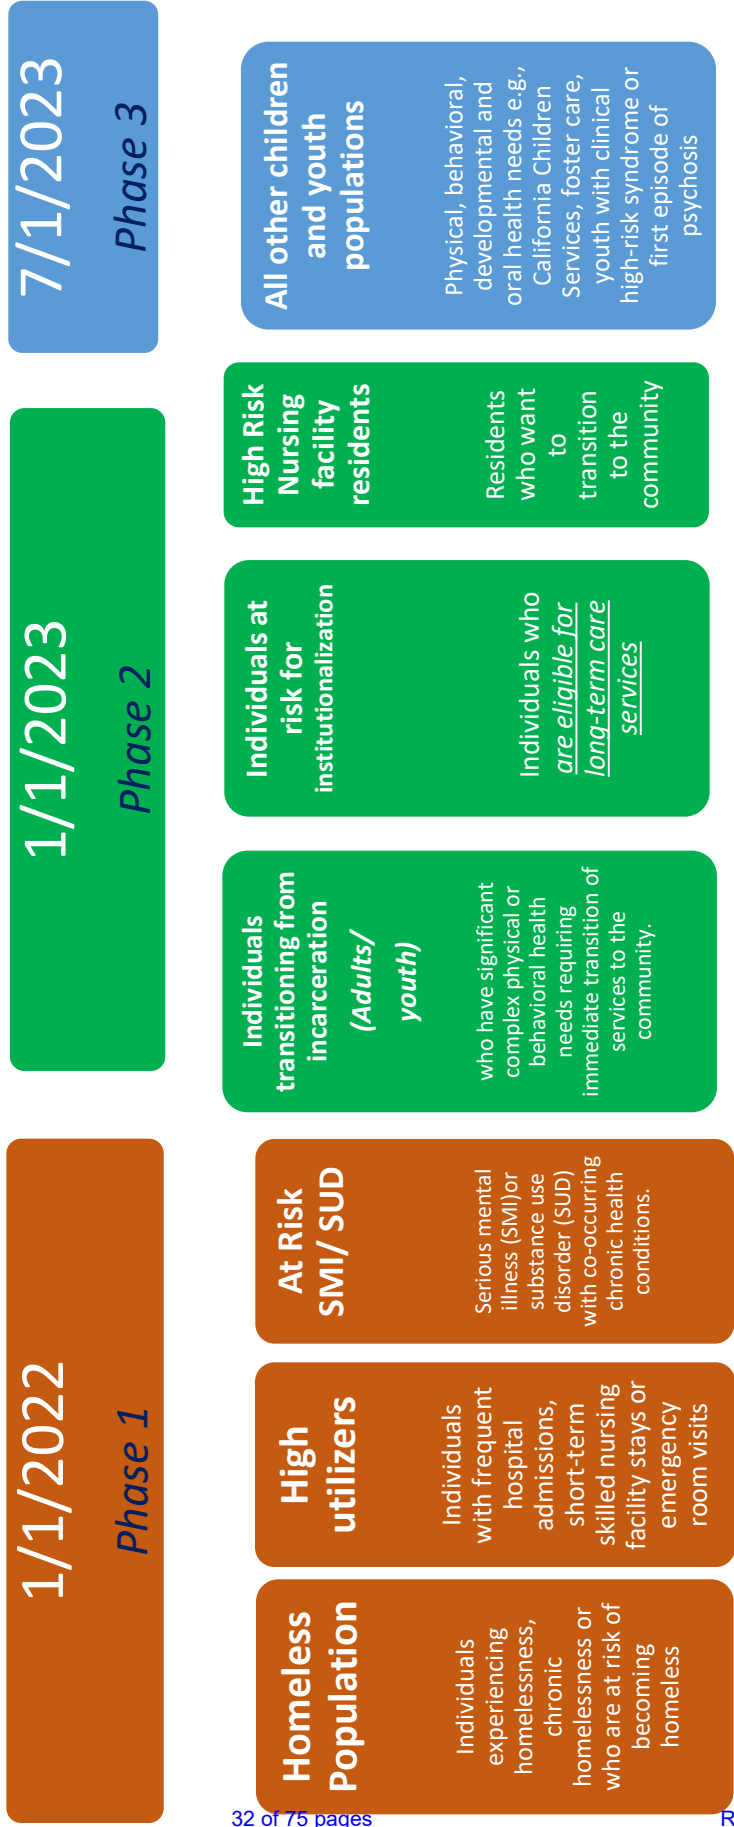 1/1/2022
Phase 1
Homeless
Population
Individuals
experiencing
homelessness,
chronic
homelessness or
who are at risk of
becoming
homeless
High
utilizers
Individuals
with frequent
hospital
admissions,
short-term
skilled nursing
facility stays or
emergency
room visits
At Risk
SMI/ SUD
Serious mental
illness (SMI)or
substance use
disorder (SUD)
with co-occurring
chronic health
conditions.
1/1/2023
Phase 2
Individuals
transitioning from
incarceration
(Adults/
youth)
who have significant
complex physical or
behavioral health
needs requiring
immediate transition of
services to the
community.
Individuals at
risk for
institutionalization
Individuals who
are eligible for
long-term care
services
High Risk
Nursing
facility
residents
Residents
who want
to
transition
to the
community
7/1/2023
Phase 3
All other children
and youth
populations
Physical, behavioral,
developmental and
oral health needs e.g.,
California Children
Services, foster care,
youth with clinical
high-risk syndrome or
first episode of
psychosis
32 of 75 pages
R